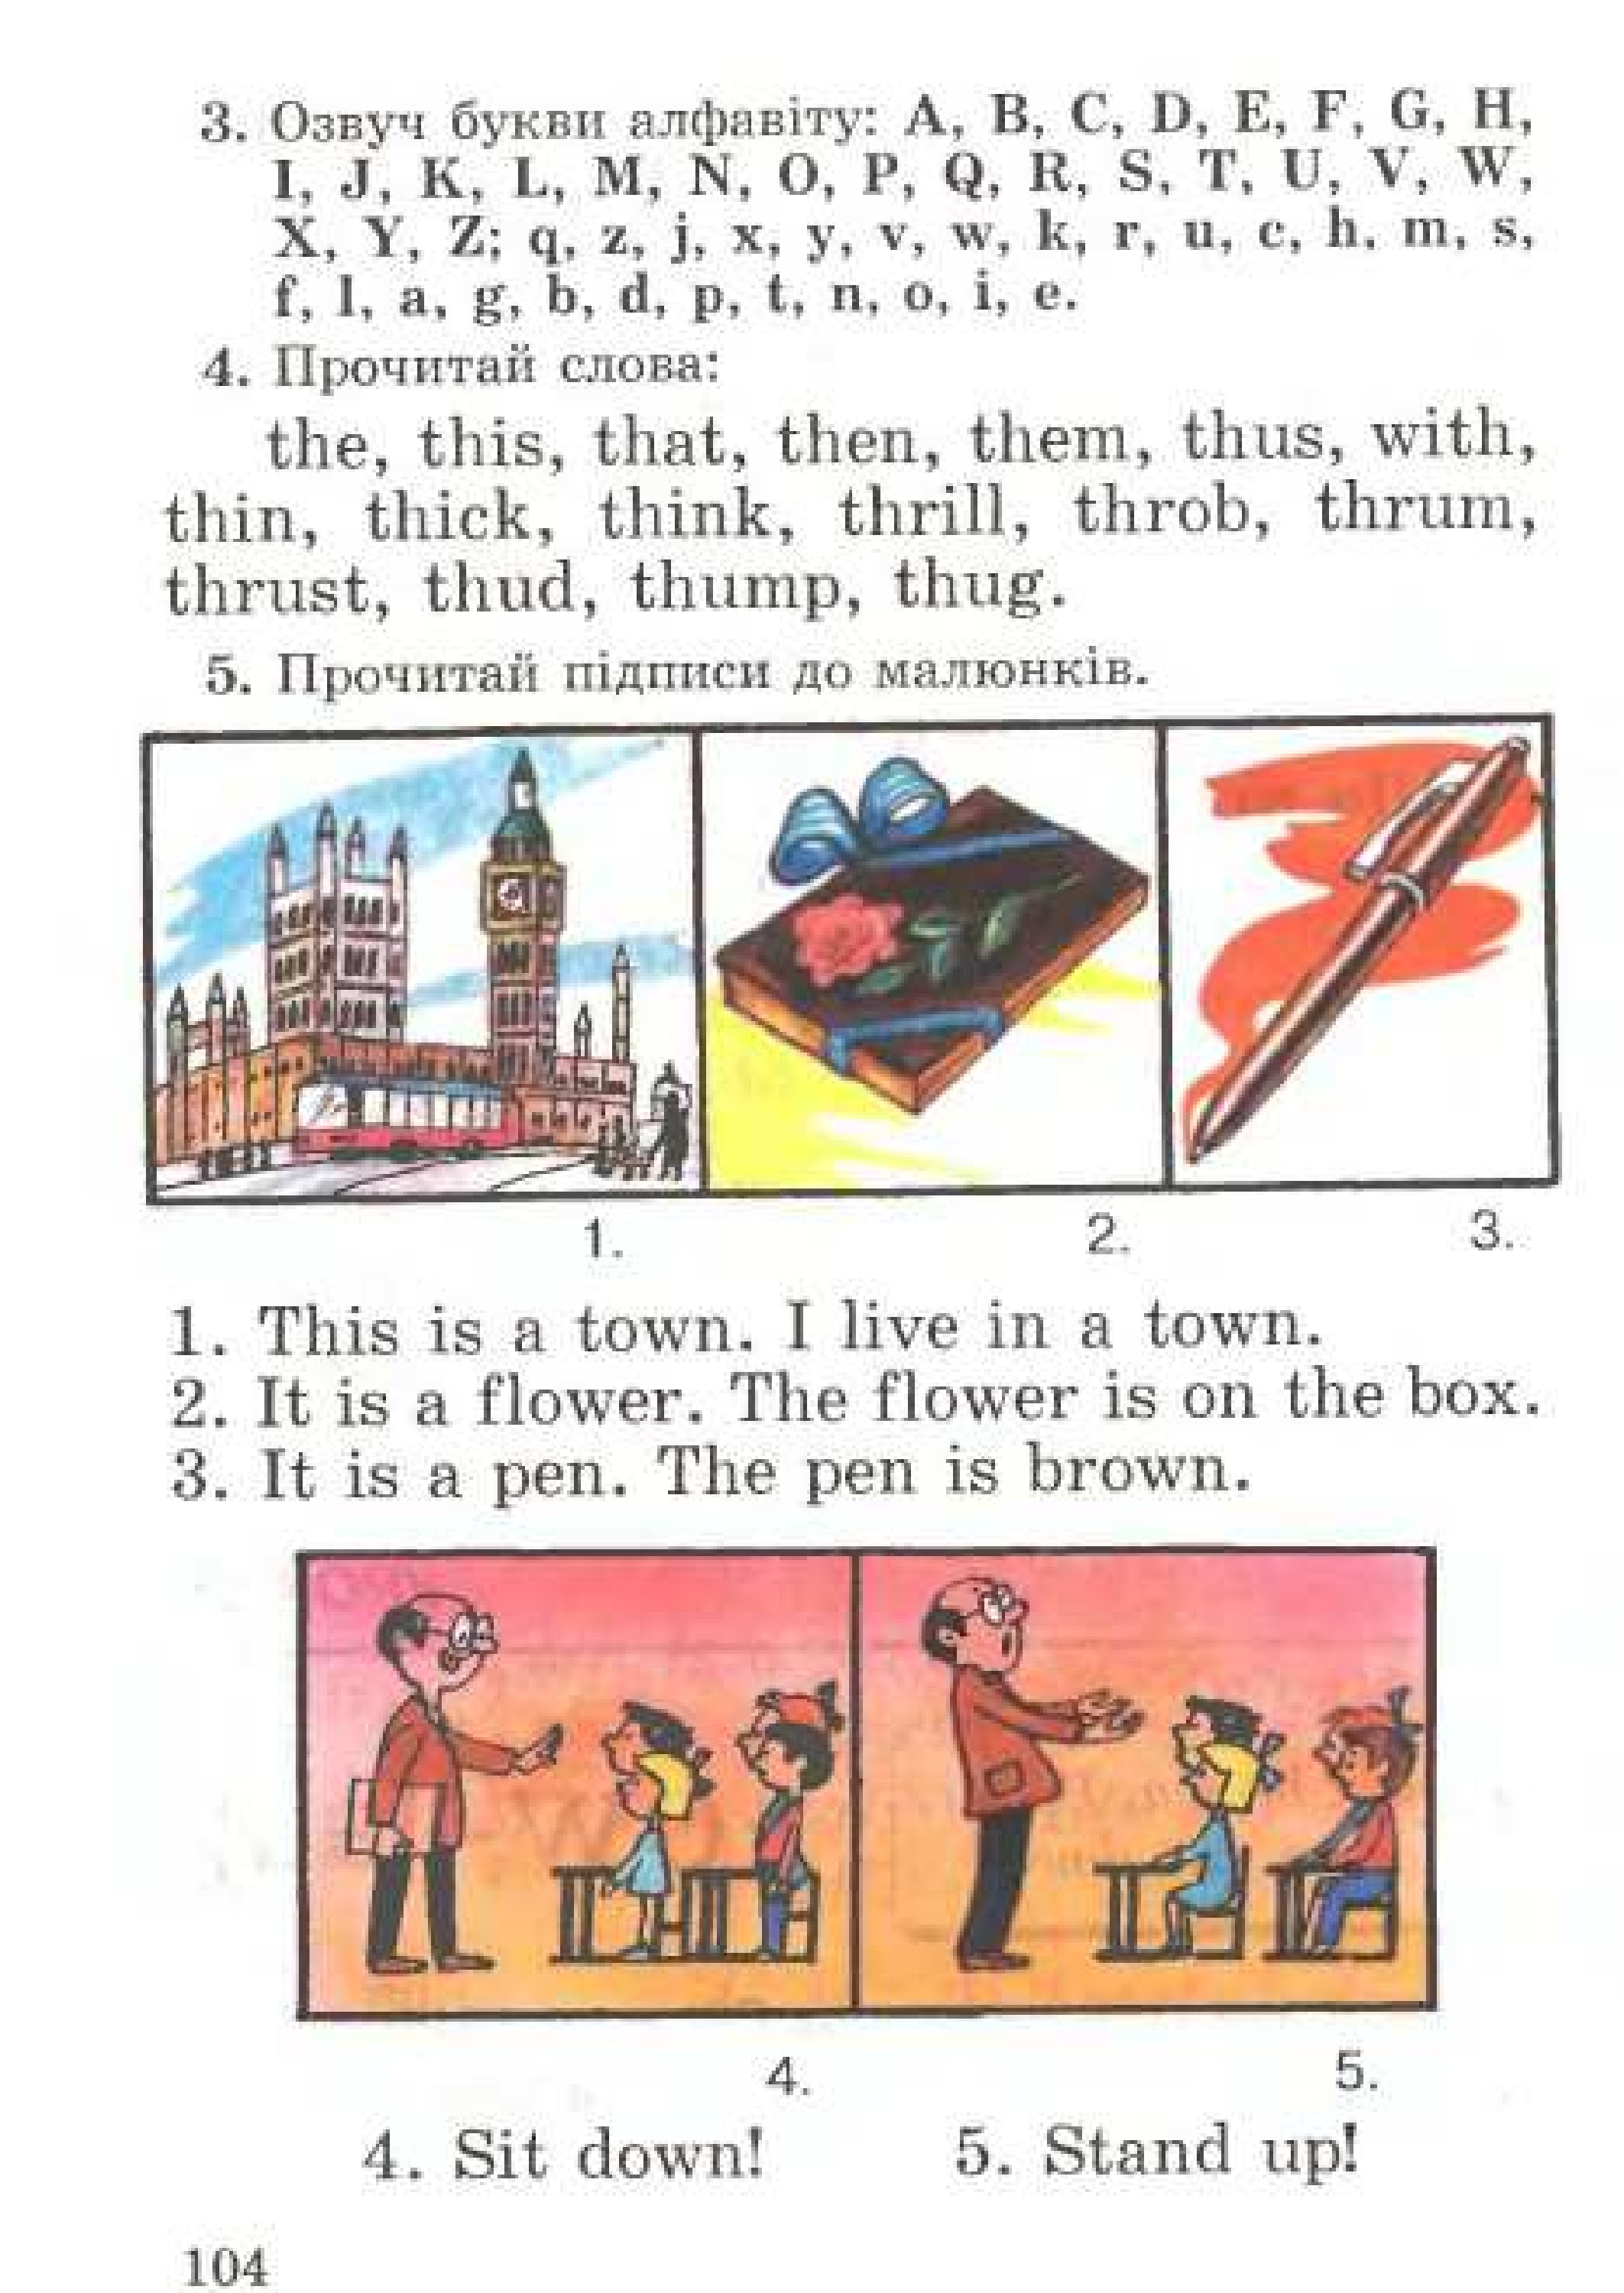 3. Озвуч букви алфавіту: A, B, C, D, E, F, G, H,
I, J, K, L, M, N, O, P, Q, R, S, T, U, V, W,
X, Y, Z; q, z, j, x, y, v, w, k, r, u, c, h, m, s,
f, l, a, g, b, d, p, t, n, o, i, e.
4. Прочитай слова:
the, this, that, then, them, thus, with,
thin, thick, think, thrill, throb, thrum,
thrust, thud, thump, thug.
5. Прочитай підписи до малюнків.
1. 2. 3.
1. This is a town. I live in a town.
2. It is a flower. The flower is on the box.
3. It is a pen. The pen is brown.
4. 5.
4. Sit down! 5. Stand up!
104